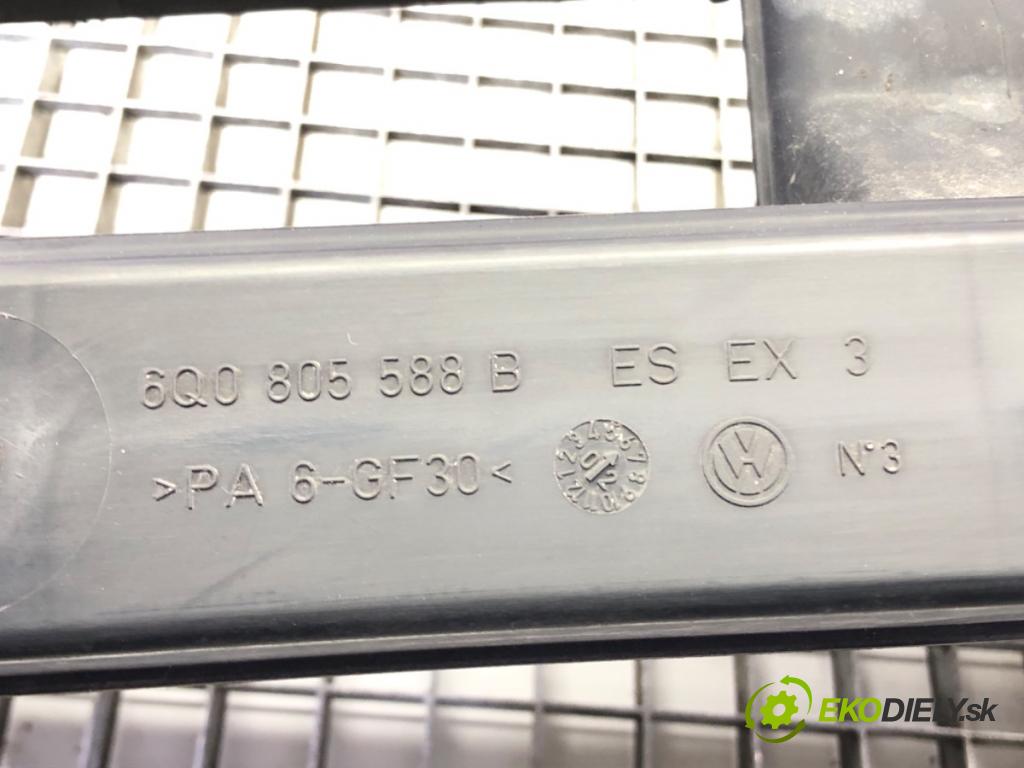 6Q0 805 588 B ES EX 3
>PA 6-GF30< N°3
EKODIELY.sk